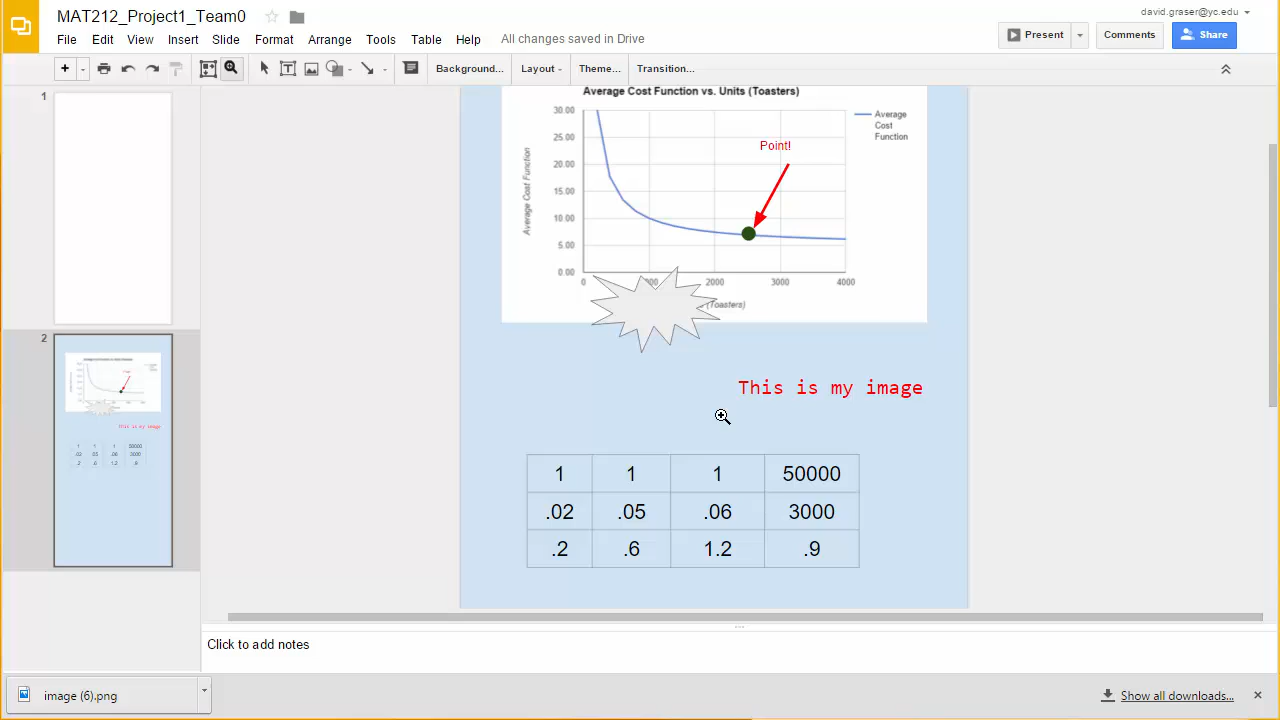 MAT212_Project1_Team0
david.graser@yc.edu
File Edit View Insert Slide Format Arrange Tools Table Help All changes saved in Drive
Present Comments Share
Background... Layout Theme... Transition...
1
2
Average Cost Function vs. Units (Toasters)
30.00
25.00
20.00
15.00
10.00
5.00
0.00
Average Cost Function
Average
Cost
Function
Point!
0 000 2000 3000 4000
(Toasters)
This is my image
1 1 1 50000
.02 .05 .06 3000
.2 .6 1.2 .9
Click to add notes
image (6).png
Show all downloads...